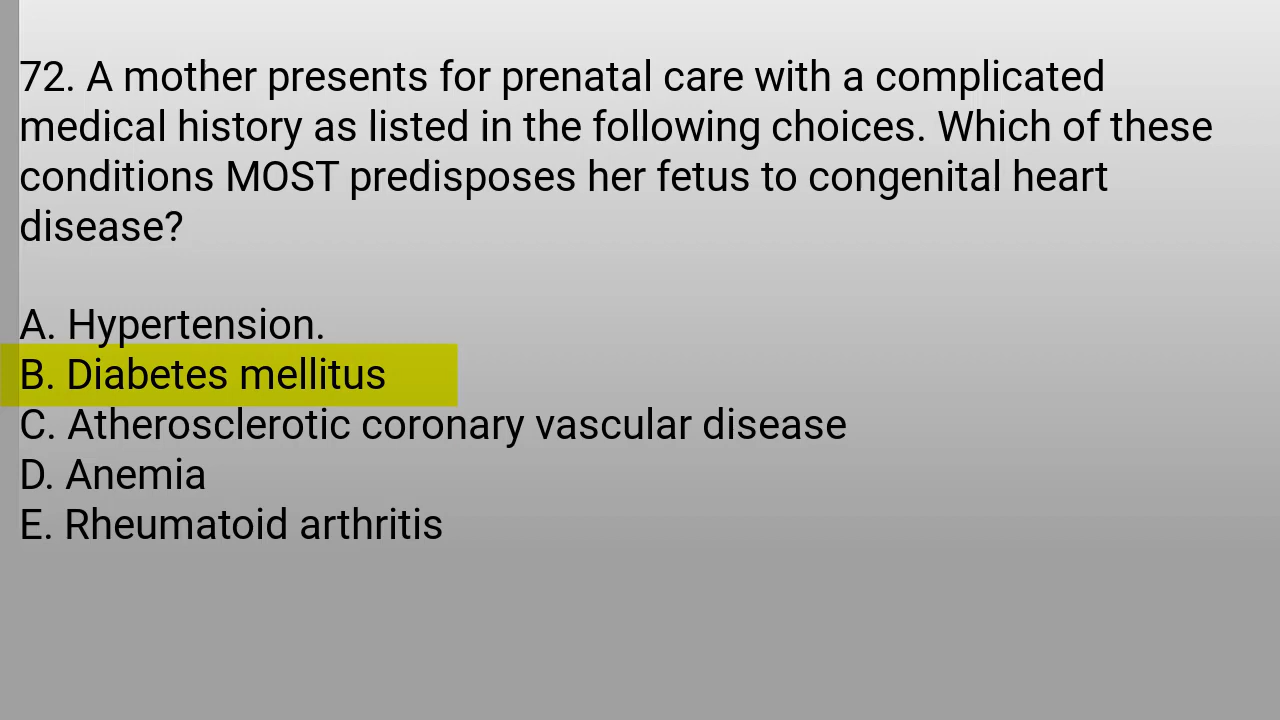 72. A mother presents for prenatal care with a complicated
medical history as listed in the following choices. Which of these
conditions MOST predisposes her fetus to congenital heart
disease?
A. Hypertension.
B. Diabetes mellitus
C. Atherosclerotic coronary vascular disease
D. Anemia
E. Rheumatoid arthritis